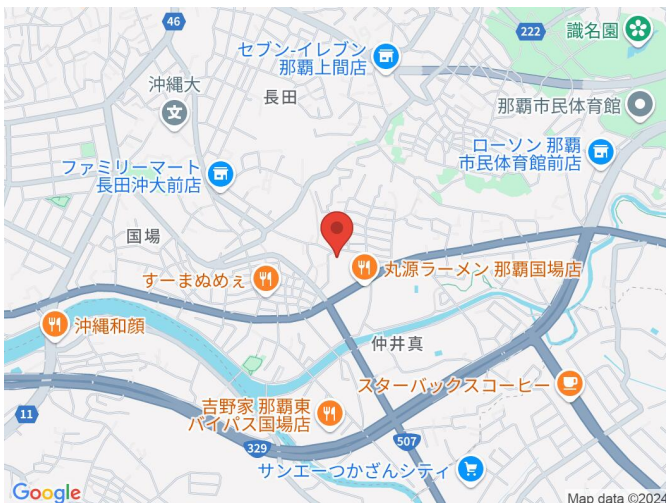 46
セブン-イレブン
那覇上間店
222
識名園
沖縄大
長田
那覇市民体育館
ローソン 那覇
市民体育館前店
ファミリーマート
長田沖大前店
国場
丸源ラーメン 那覇国場店
すーまぬめぇ
沖縄和顔
仲井真
スターバックスコーヒー
吉野家 那覇東
バイパス国場店
11
507
329
サンエーつかざんシティ
Google
Map data ©2024